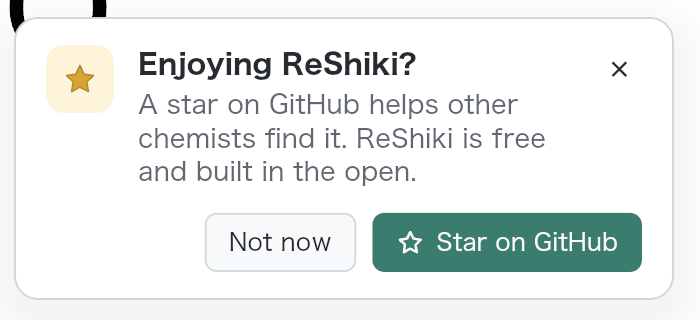 Enjoying ReShiki?
A star on GitHub helps other
chemists find it. ReShiki is free
and built in the open.
Not now
Star on GitHub